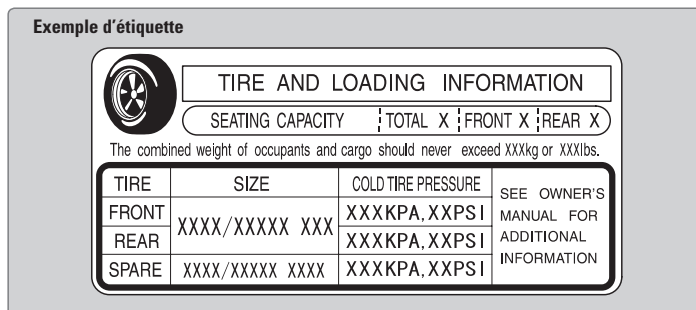 Exemple d'étiquette
TIRE AND LOADING INFORMATION
SEATING CAPACITY TOTAL X FRONT X REAR X
The combined weight of occupants and cargo should never exceed XXXkg or XXXlbs.
TIRE SIZE COLD TIRE PRESSURE SEE OWNER'S MANUAL FOR ADDITIONAL INFORMATION
FRONT XXXX/XXXXX XXX XXXKPA,XXPSI
REAR XXXKPA,XXPSI
SPARE XXXX/XXXXX XXXX XXXKPA,XXPSI